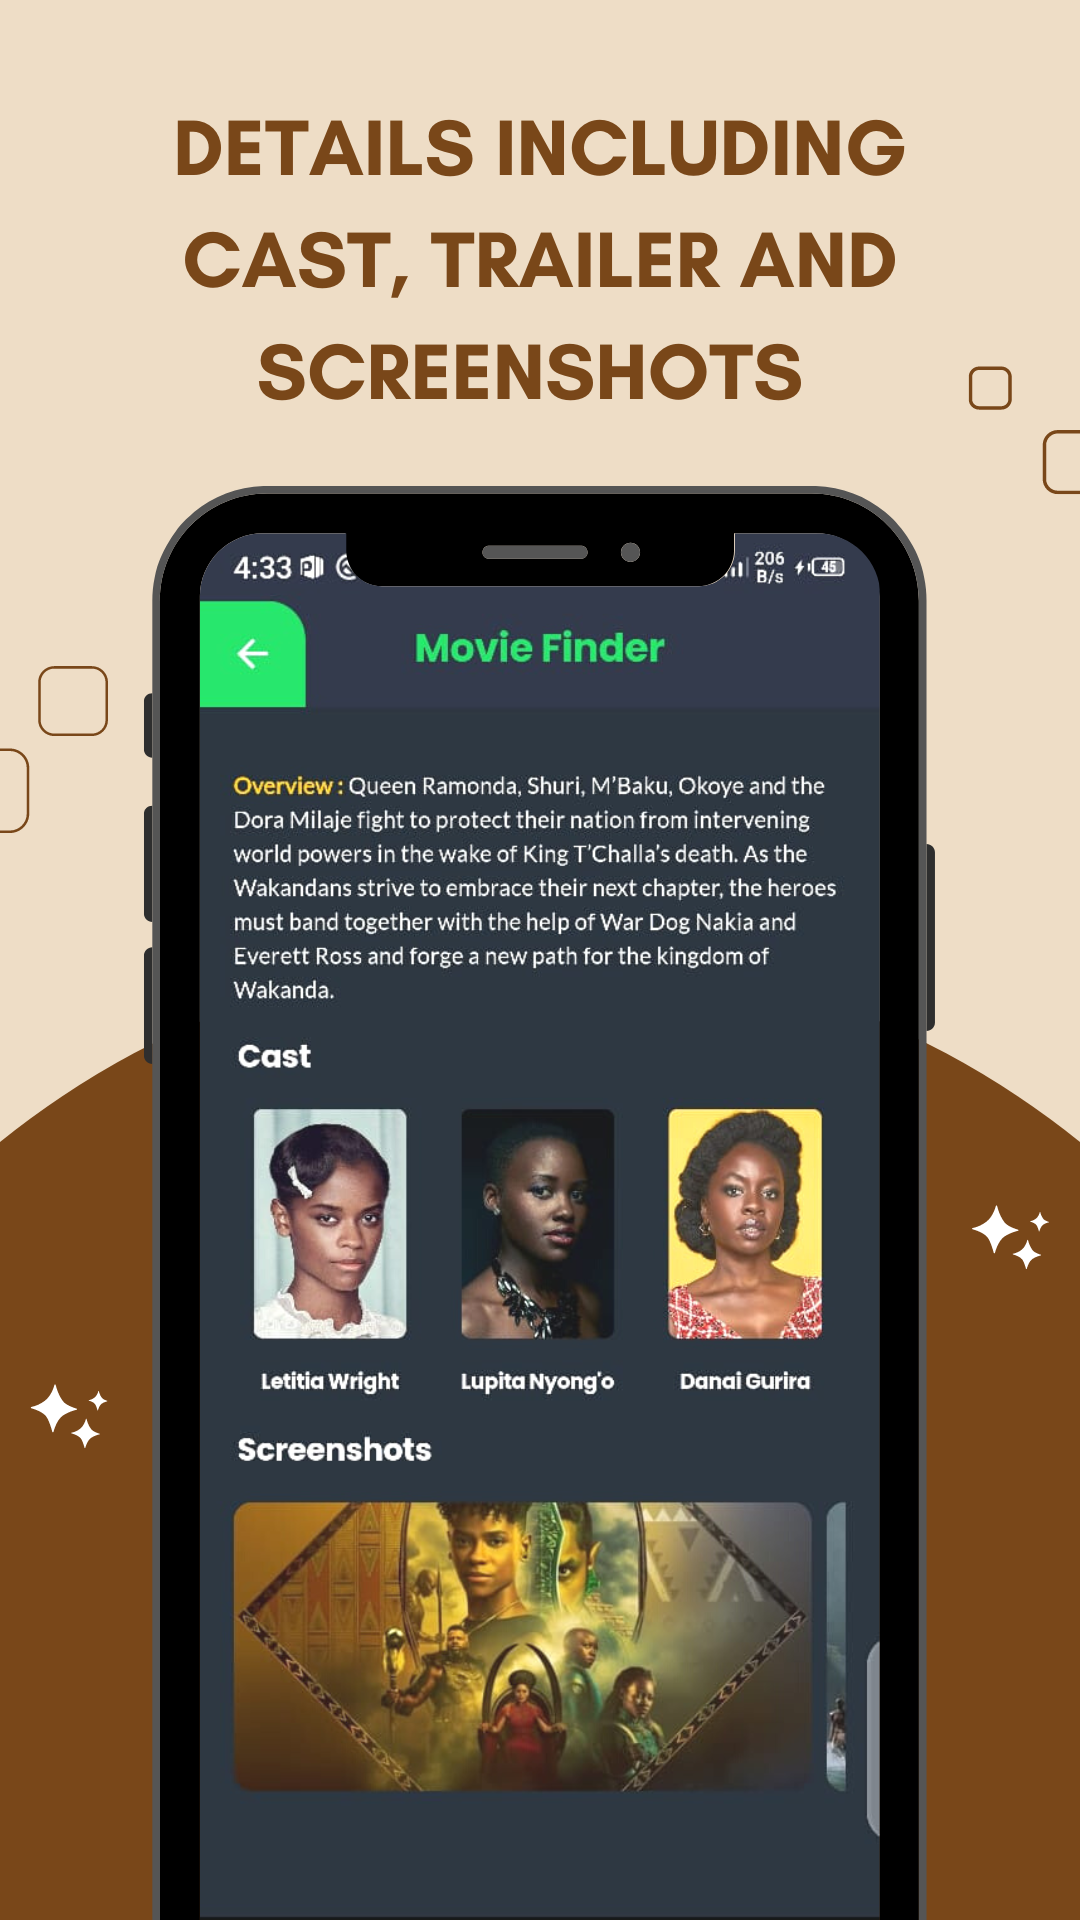 DETAILS INCLUDING
CAST, TRAILER AND
SCREENSHOTS
4:33
206
B/s
45
Movie Finder
Overview : Queen Ramonda, Shuri, M’Baku, Okoye and the
Dora Milaje fight to protect their nation from intervening
world powers in the wake of King T’Challa’s death. As the
Wakandans strive to embrace their next chapter, the heroes
must band together with the help of War Dog Nakia and
Everett Ross and forge a new path for the kingdom of
Wakanda.
Cast
Letitia Wright
Lupita Nyong'o
Danai Gurira
Screenshots